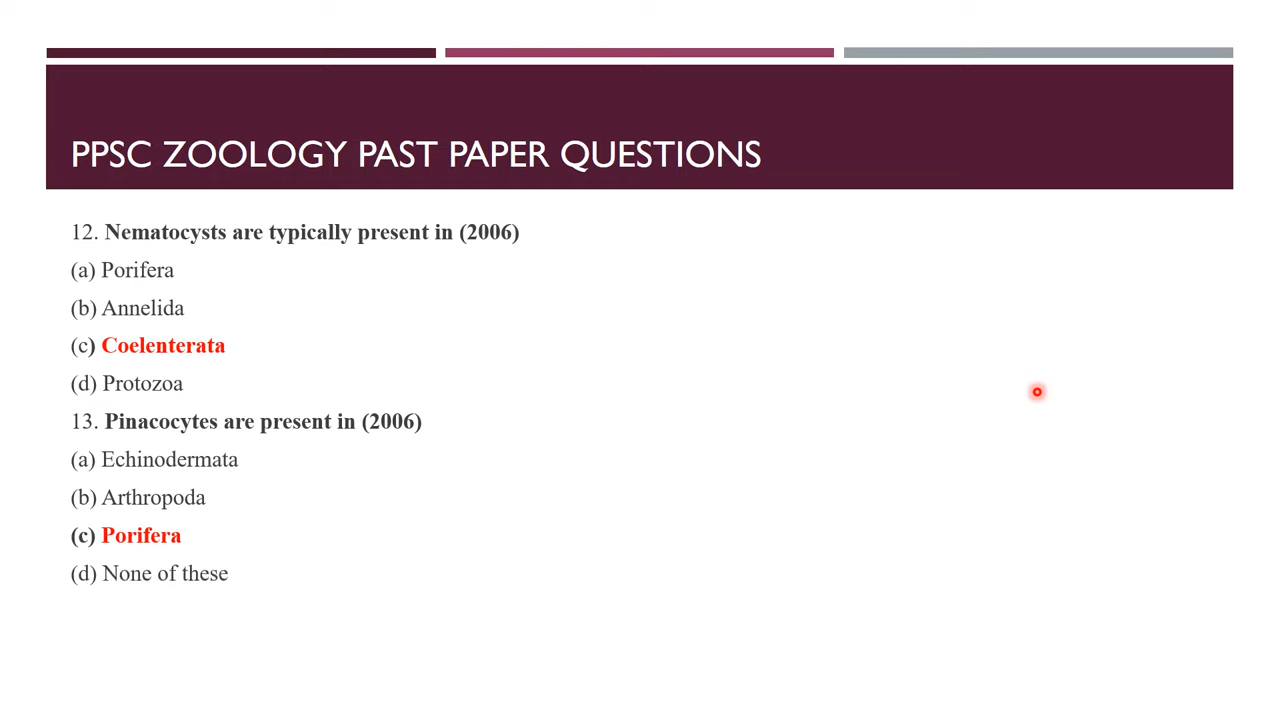 PPSC ZOOLOGY PAST PAPER QUESTIONS
12. Nematocysts are typically present in (2006)
(a) Porifera
(b) Annelida
(c) Coelenterata
(d) Protozoa
13. Pinacocytes are present in (2006)
(a) Echinodermata
(b) Arthropoda
(c) Porifera
(d) None of these